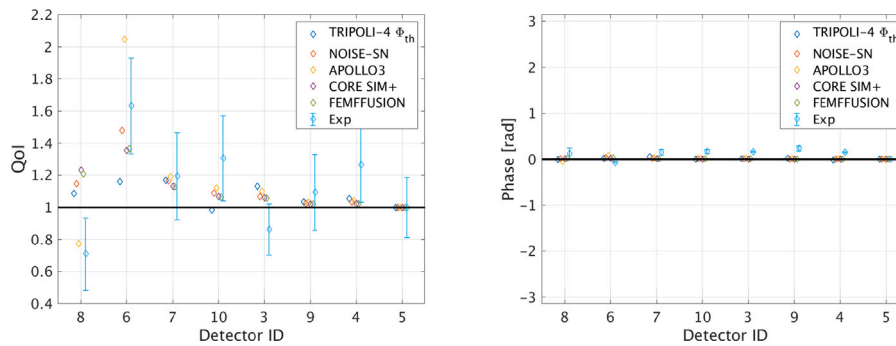 2.2
2
1.8
1.6
1.4
1.2
1
0.8
0.6
0.4
QoI
8 6 7 10 3 9 4 5
Detector ID
TRIPOLI-4 Φth
NOISE-SN
APOLLO3
CORE SIM+
FEMFFUSION
Exp
3
2
1
0
-1
-2
-3
Phase [rad]
8 6 7 10 3 9 4 5
Detector ID
TRIPOLI-4 Φth
NOISE-SN
APOLLO3
CORE SIM+
FEMFFUSION
Exp